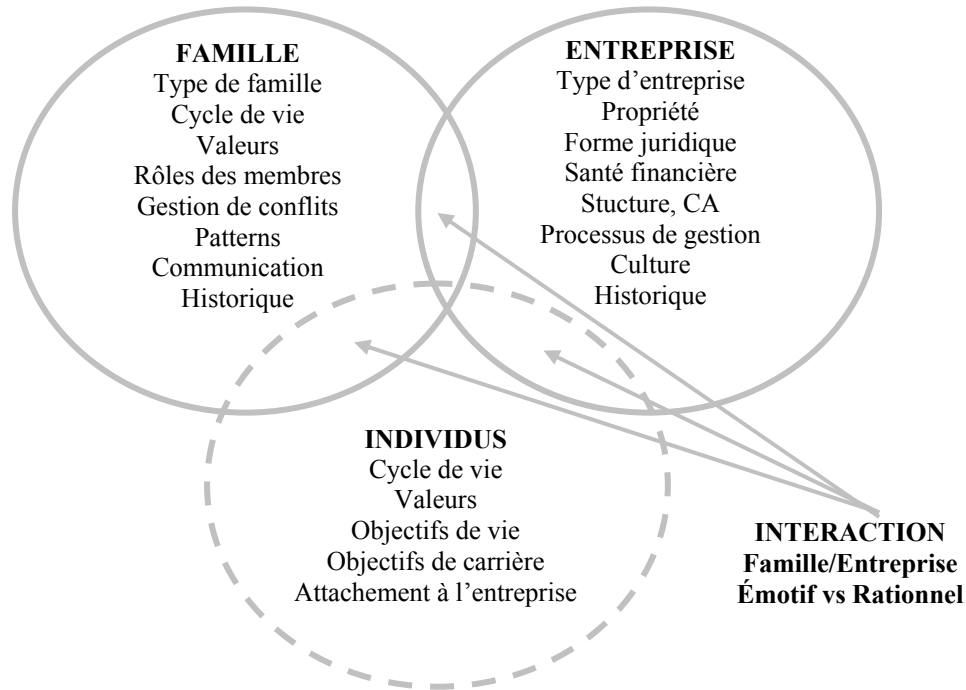 FAMILLE
Type de famille
Cycle de vie
Valeurs
Rôles des membres
Gestion de conflits
Patterns
Communication
Historique
ENTREPRISE
Type d’entreprise
Propriété
Forme juridique
Santé financière
Stucture, CA
Processus de gestion
Culture
Historique
INDIVIDUS
Cycle de vie
Valeurs
Objectifs de vie
Objectifs de carrière
Attachement à l’entreprise
INTERACTION
Famille/Entreprise
Émotif vs Rationnel